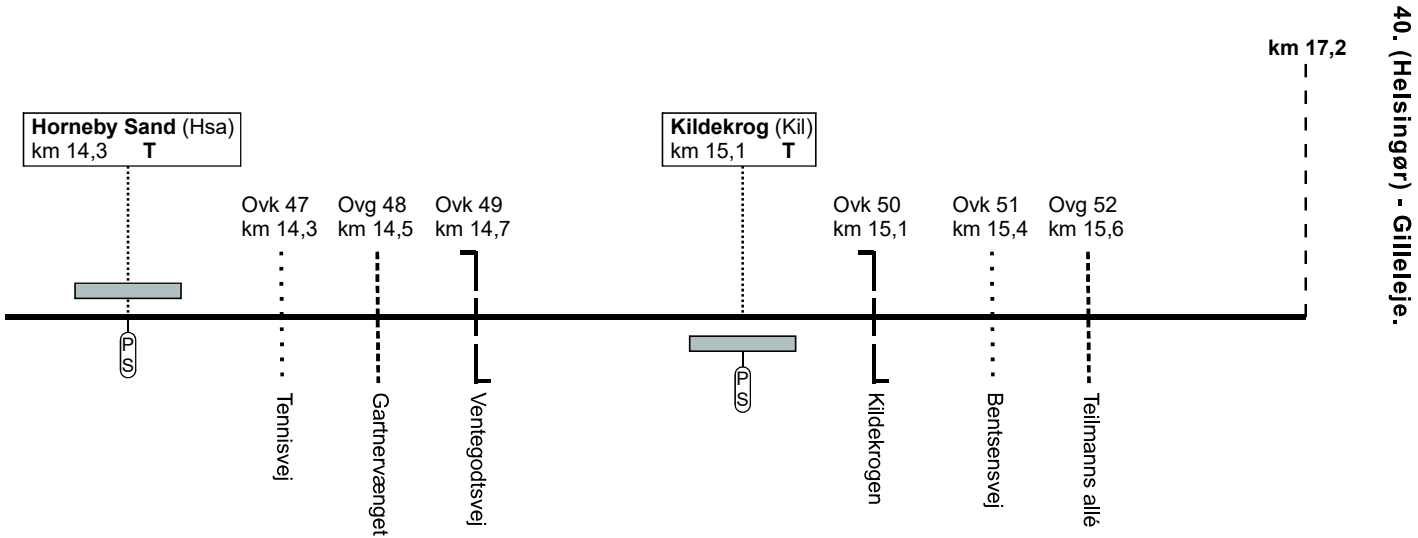 40. (Helsingør) - Gilleleje.
km 17,2
Horneby Sand (Hsa)
km 14,3 T
Kildekrog (Kil)
km 15,1 T
Ovk 47
km 14,3
Ovg 48
km 14,5
Ovk 49
km 14,7
Ovk 50
km 15,1
Ovk 51
km 15,4
Ovg 52
km 15,6
P
S
P
S
Tennisvej
Gartnervænget
Ventegodtsvej
Kildekrogen
Bentsensvej
Teilmanns allé